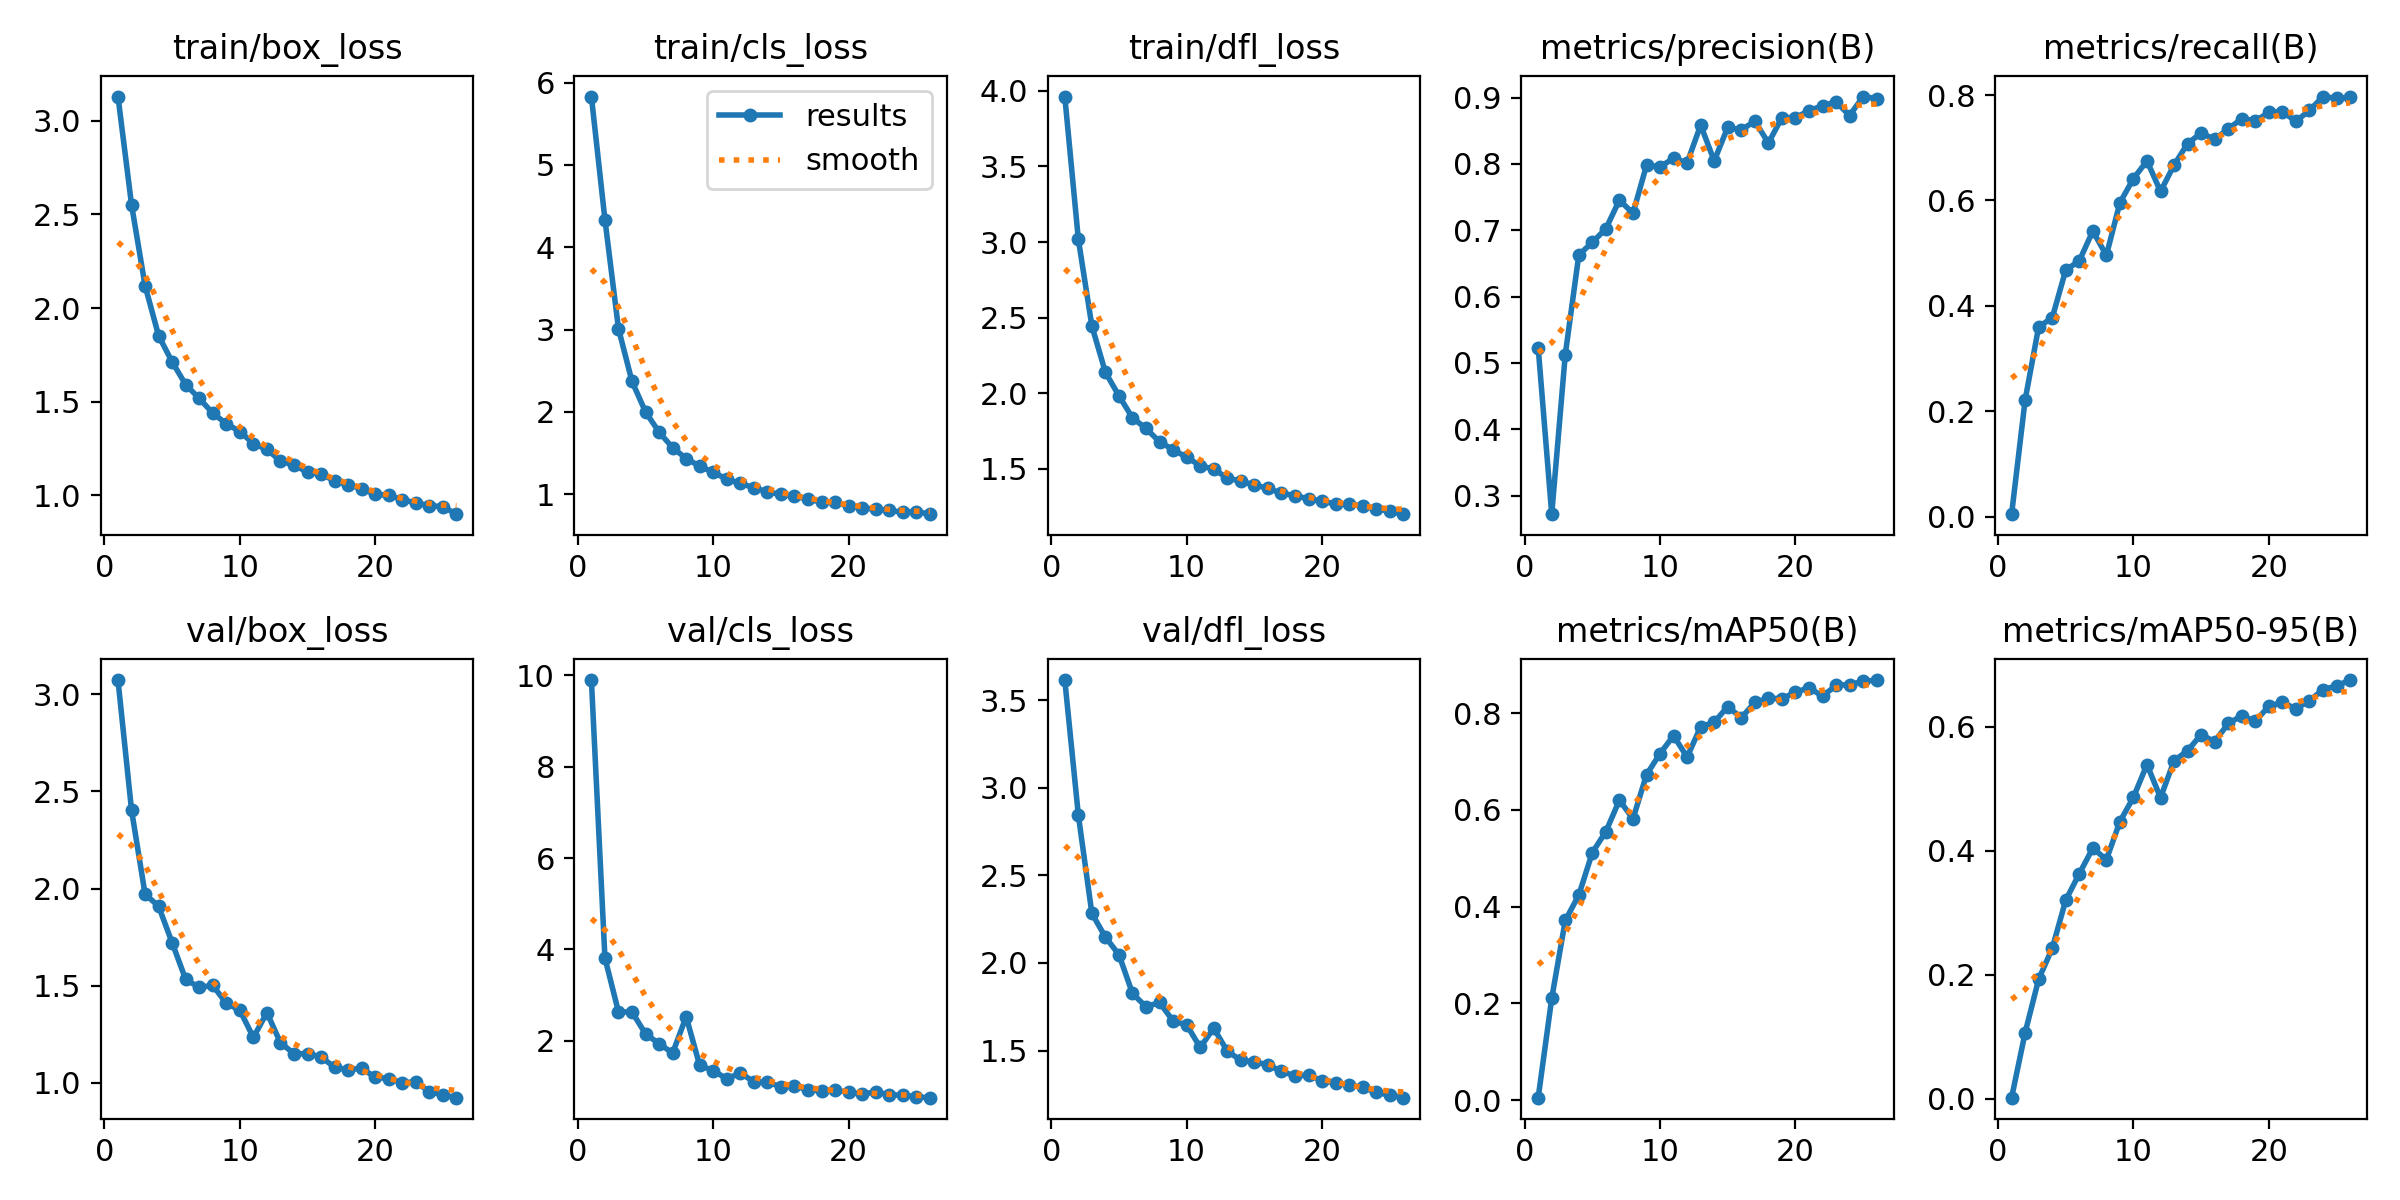 train/box_loss
3.0
2.5
2.0
1.5
1.0
0 10 20
train/cls_loss
results
smooth
6
5
4
3
2
1
0 10 20
train/dfl_loss
4.0
3.5
3.0
2.5
2.0
1.5
0 10 20
metrics/precision(B)
0.9
0.8
0.7
0.6
0.5
0.4
0.3
0 10 20
metrics/recall(B)
0.8
0.6
0.4
0.2
0.0
0 10 20
val/box_loss
3.0
2.5
2.0
1.5
1.0
0 10 20
val/cls_loss
10
8
6
4
2
0 10 20
val/dfl_loss
3.5
3.0
2.5
2.0
1.5
0 10 20
metrics/mAP50(B)
0.8
0.6
0.4
0.2
0.0
0 10 20
metrics/mAP50-95(B)
0.6
0.4
0.2
0.0
0 10 20